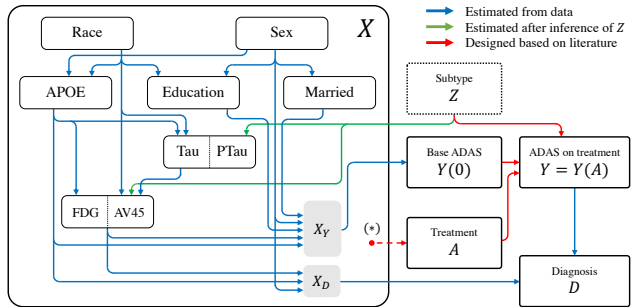 Race
Sex
X
APOE
Education
Married
Tau
PTau
FDG
AV45
X_Y
X_D
Estimated from data
Estimated after inference of Z
Designed based on literature
Subtype
Z
Base ADAS
Y(0)
ADAS on treatment
Y = Y(A)
(*)
Treatment
A
Diagnosis
D